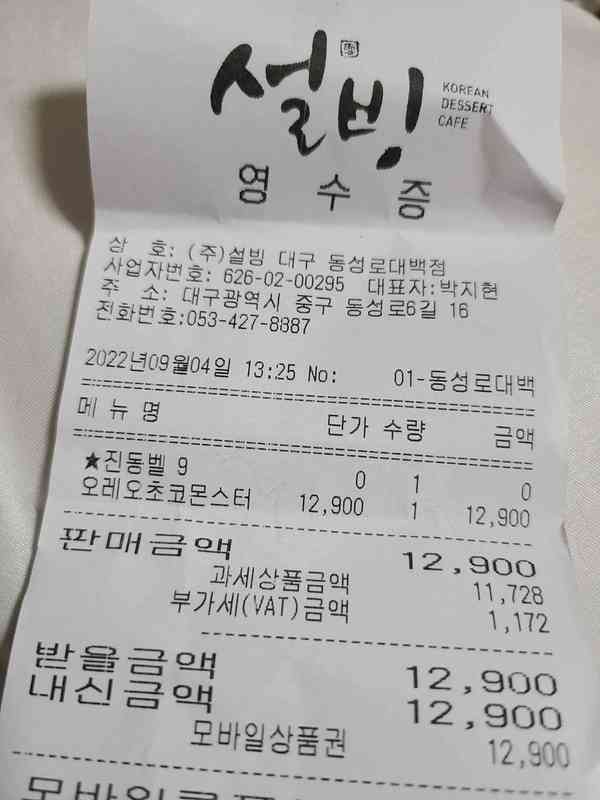 설빙
KOREAN
DESSERT
CAFE
영 수 증
상 호: (주)설빙 대구 동성로대백점
사업자번호: 626-02-00295 대표자:박지현
주 소: 대구광역시 중구 동성로6길 16
전화번호:053-427-8887
2022년09월04일 13:25 No: 01-동성로대백
메 뉴 명 단가 수량 금액
★진동벨 9 0 1 0
오레오초코몬스터 12,900 1 12,900
판매금액 12,900
과세상품금액 11,728
부가세(VAT)금액 1,172
받을금액 12,900
내신금액 12,900
모바일상품권 12,900